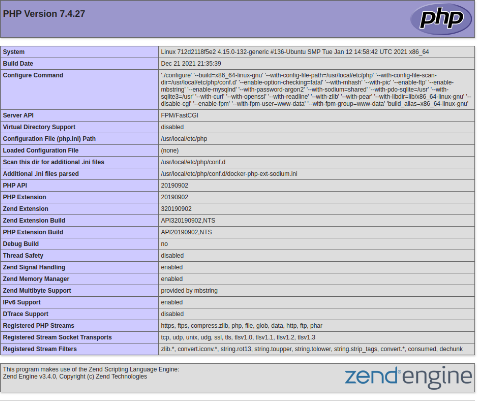 PHP Version 7.4.27
php
System Linux 712d2118f5e2 4.15.0-132-generic #136-Ubuntu SMP Tue Jan 12 14:58:42 UTC 2021 x86_64
Build Date Dec 21 2021 21:35:39
Configure Command './configure' '--build=x86_64-linux-gnu' '--with-config-file-path=/usr/local/etc/php' '--with-config-file-scan-
dir=/usr/local/etc/php/conf.d' '--enable-option-checking=fatal' '--with-mhash' '--with-pic' '--enable-ftp' '--enable-
mbstring' '--enable-mysqlnd' '--with-password-argon2' '--with-sodium=shared' '--with-pdo-sqlite=/usr' '--with-
sqlite3=/usr' '--with-curl' '--with-openssl' '--with-readline' '--with-zlib' '--with-pear' '--with-libdir=lib/x86_64-linux-gnu' '--
disable-cgi' '--enable-fpm' '--with-fpm-user=www-data' '--with-fpm-group=www-data' 'build_alias=x86_64-linux-gnu'
Server API FPM/FastCGI
Virtual Directory Support disabled
Configuration File (php.ini) Path /usr/local/etc/php
Loaded Configuration File (none)
Scan this dir for additional .ini files /usr/local/etc/php/conf.d
Additional .ini files parsed /usr/local/etc/php/conf.d/docker-php-ext-sodium.ini
PHP API 20190902
PHP Extension 20190902
Zend Extension 320190902
Zend Extension Build API320190902,NTS
PHP Extension Build API20190902,NTS
Debug Build no
Thread Safety disabled
Zend Signal Handling enabled
Zend Memory Manager enabled
Zend Multibyte Support provided by mbstring
IPv6 Support enabled
DTrace Support disabled
Registered PHP Streams https, ftps, compress.zlib, php, file, glob, data, http, ftp, phar
Registered Stream Socket Transports tcp, udp, unix, udg, ssl, tls, tlsv1.0, tlsv1.1, tlsv1.2, tlsv1.3
Registered Stream Filters zlib.*, convert.iconv.*, string.rot13, string.toupper, string.tolower, string.strip_tags, convert.*, consumed, dechunk
This program makes use of the Zend Scripting Language Engine:
Zend Engine v3.4.0, Copyright (c) Zend Technologies
zend engine